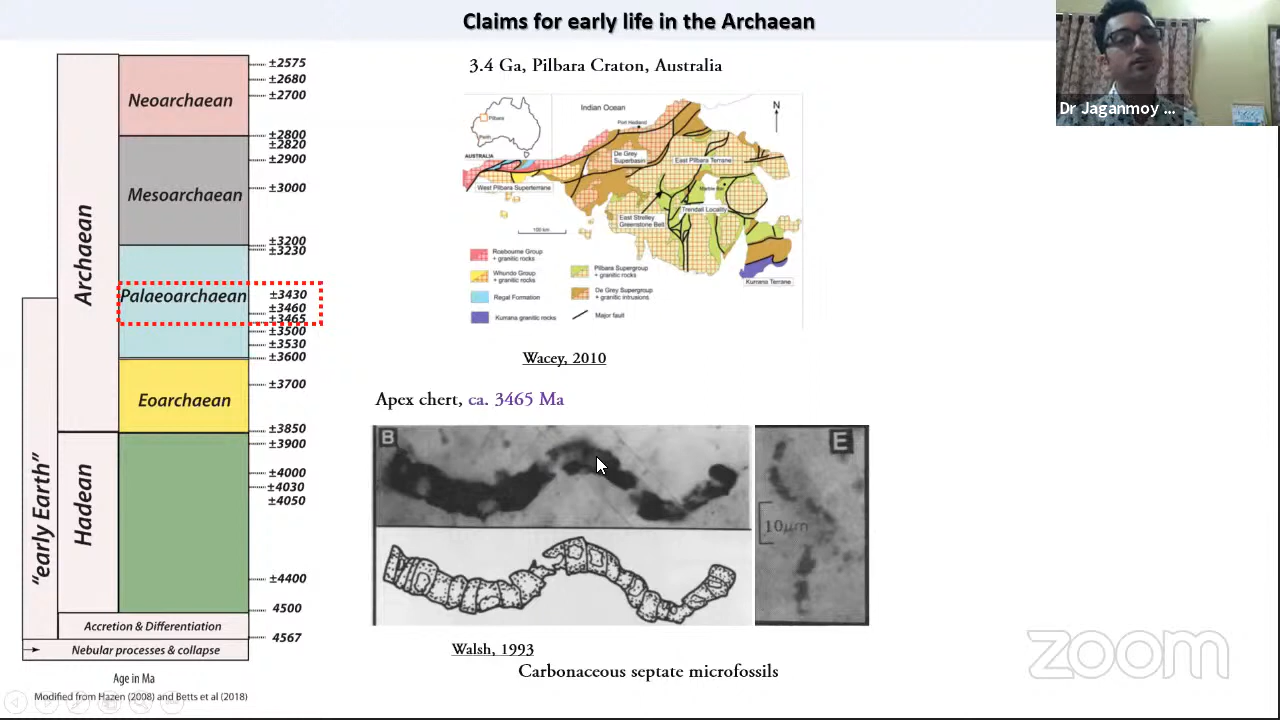 Claims for early life in the Archaean
Dr Jaganmoy ...
3.4 Ga, Pilbara Craton, Australia
Neoarchaean
Mesoarchaean
Palaeoarchaean
Eoarchaean
Archaean
Hadean
"early Earth"
Accretion & Differentiation
Nebular processes & collapse
±2575
±2680
±2700
±2800
±2820
±2900
±3000
±3200
±3230
±3430
±3460
±3465
±3500
±3530
±3600
±3700
±3850
±3900
±4000
±4030
±4050
±4400
4500
4567
Age in Ma
Modified from Hazen (2008) and Betts et al (2018)
Pilbara
Perth
AUSTRALIA
Indian Ocean
N
Port Hedland
De Grey
Superbasin
East Pilbara Terrane
West Pilbara Superterrane
Marble Bar
Trendall Locality
East Strelley
Greenstone Belt
100 km
Kurrana Terrane
Roebourne Group
+ granitic rocks
Whundo Group
+ granitic rocks
Regal Formation
Kurrana granitic rocks
Pilbara Supergroup
+ granitic rocks
De Grey Supergroup
+ granitic intrusions
Major fault
Wacey, 2010
Apex chert, ca. 3465 Ma
B
E
10µm
Walsh, 1993
Carbonaceous septate microfossils
zoom